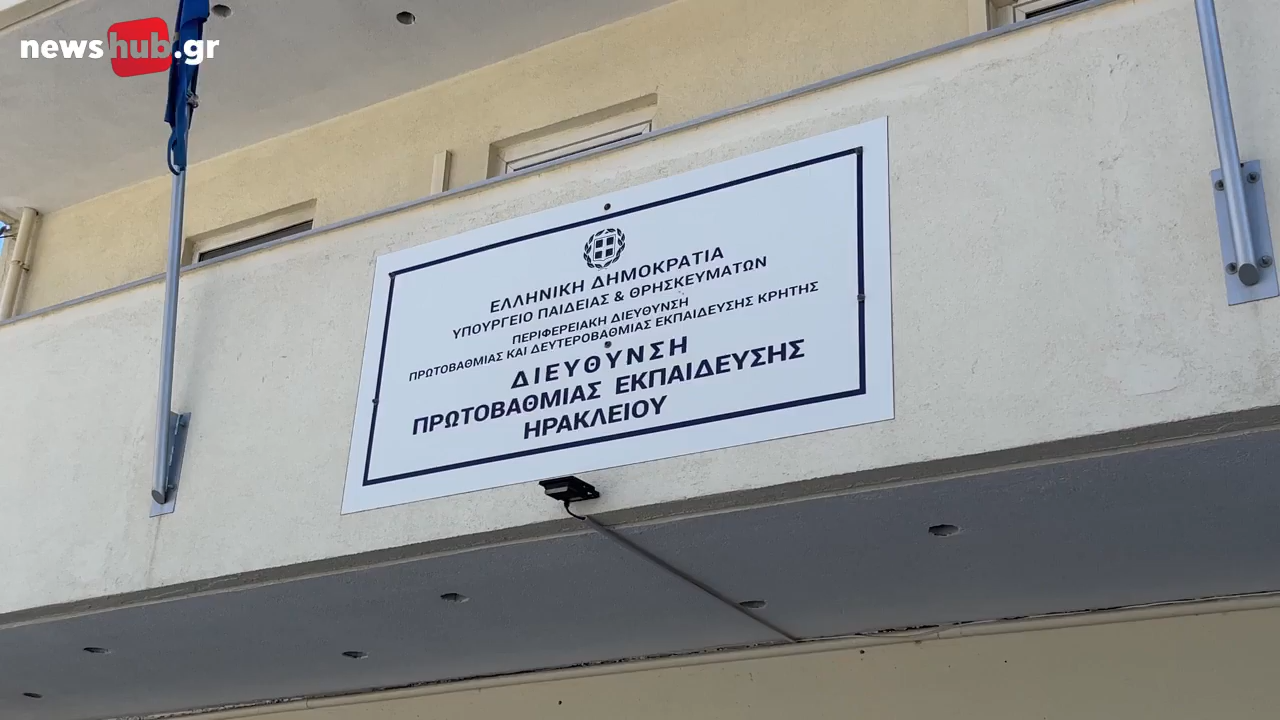 newshub.gr
ΕΛΛΗΝΙΚΗ ΔΗΜΟΚΡΑΤΙΑ
ΥΠΟΥΡΓΕΙΟ ΠΑΙΔΕΙΑΣ & ΘΡΗΣΚΕΥΜΑΤΩΝ
ΠΕΡΙΦΕΡΕΙΑΚΗ ΔΙΕΥΘΥΝΣΗ
ΠΡΩΤΟΒΑΘΜΙΑΣ ΚΑΙ ΔΕΥΤΕΡΟΒΑΘΜΙΑΣ ΕΚΠΑΙΔΕΥΣΗΣ ΚΡΗΤΗΣ
ΔΙΕΥΘΥΝΣΗ
ΠΡΩΤΟΒΑΘΜΙΑΣ ΕΚΠΑΙΔΕΥΣΗΣ
ΗΡΑΚΛΕΙΟΥ